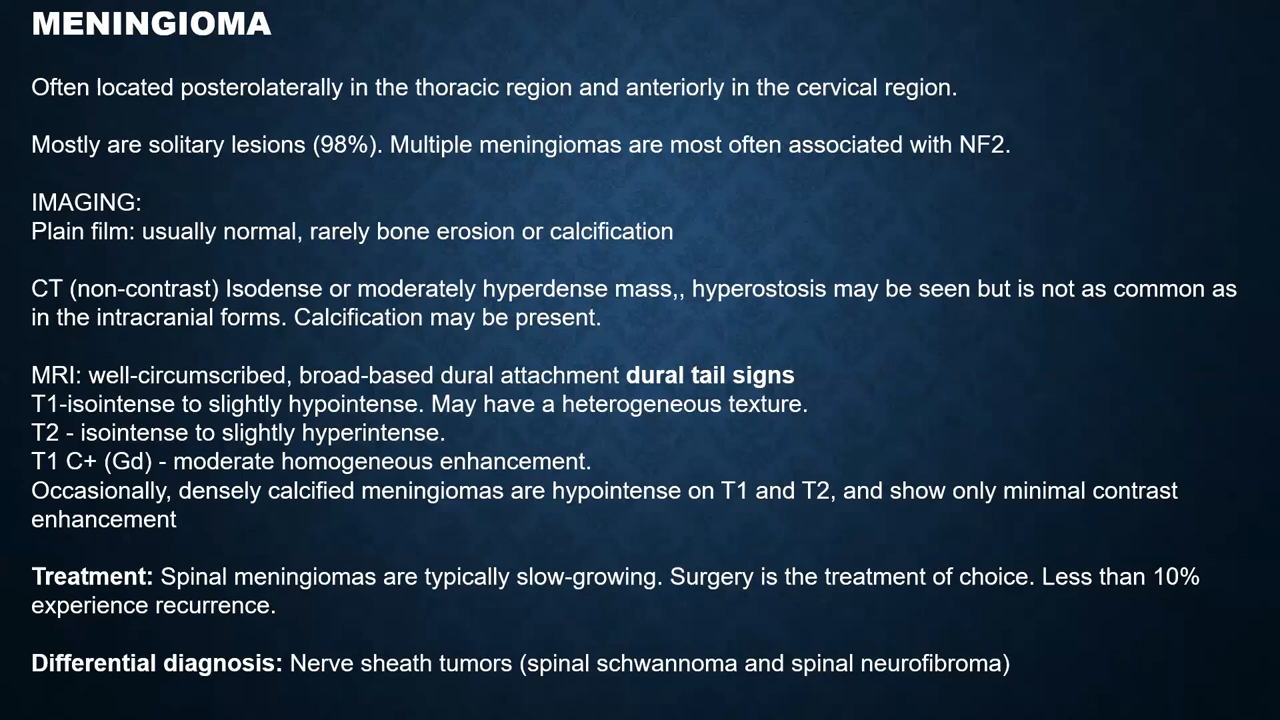 MENINGIOMA
Often located posterolaterally in the thoracic region and anteriorly in the cervical region.
Mostly are solitary lesions (98%). Multiple meningiomas are most often associated with NF2.
IMAGING:
Plain film: usually normal, rarely bone erosion or calcification
CT (non-contrast) Isodense or moderately hyperdense mass,, hyperostosis may be seen but is not as common as
in the intracranial forms. Calcification may be present.
MRI: well-circumscribed, broad-based dural attachment dural tail signs
T1-isointense to slightly hypointense. May have a heterogeneous texture.
T2 - isointense to slightly hyperintense.
T1 C+ (Gd) - moderate homogeneous enhancement.
Occasionally, densely calcified meningiomas are hypointense on T1 and T2, and show only minimal contrast
enhancement
Treatment: Spinal meningiomas are typically slow-growing. Surgery is the treatment of choice. Less than 10%
experience recurrence.
Differential diagnosis: Nerve sheath tumors (spinal schwannoma and spinal neurofibroma)